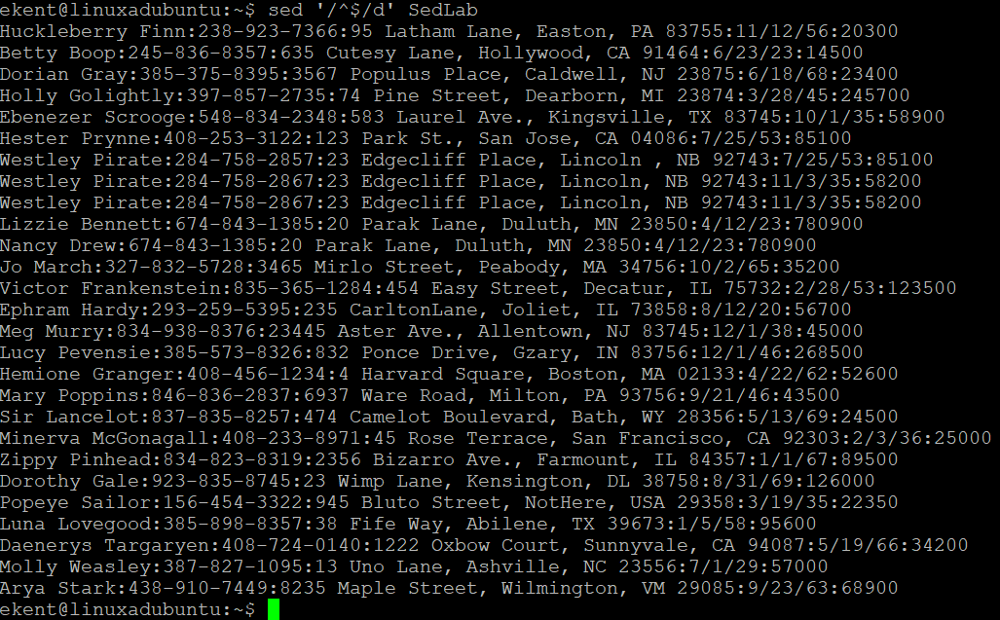 ekent@linuxadubuntu:~$ sed '/^$/d' SedLab
Huckleberry Finn:238-923-7366:95 Latham Lane, Easton, PA 83755:11/12/56:20300
Betty Boop:245-836-8357:635 Cutesy Lane, Hollywood, CA 91464:6/23/23:14500
Dorian Gray:385-375-8395:3567 Populus Place, Caldwell, NJ 23875:6/18/68:23400
Holly Golightly:397-857-2735:74 Pine Street, Dearborn, MI 23874:3/28/45:245700
Ebenezer Scrooge:548-834-2348:583 Laurel Ave., Kingsville, TX 83745:10/1/35:58900
Hester Prynne:408-253-3122:123 Park St., San Jose, CA 04086:7/25/53:85100
Westley Pirate:284-758-2857:23 Edgecliff Place, Lincoln , NB 92743:7/25/53:85100
Westley Pirate:284-758-2867:23 Edgecliff Place, Lincoln, NB 92743:11/3/35:58200
Westley Pirate:284-758-2867:23 Edgecliff Place, Lincoln, NB 92743:11/3/35:58200
Lizzie Bennett:674-843-1385:20 Parak Lane, Duluth, MN 23850:4/12/23:780900
Nancy Drew:674-843-1385:20 Parak Lane, Duluth, MN 23850:4/12/23:780900
Jo March:327-832-5728:3465 Mirlo Street, Peabody, MA 34756:10/2/65:35200
Victor Frankenstein:835-365-1284:454 Easy Street, Decatur, IL 75732:2/28/53:123500
Ephram Hardy:293-259-5395:235 CarltonLane, Joliet, IL 73858:8/12/20:56700
Meg Murry:834-938-8376:23445 Aster Ave., Allentown, NJ 83745:12/1/38:45000
Lucy Pevensie:385-573-8326:832 Ponce Drive, Gzary, IN 83756:12/1/46:268500
Hemione Granger:408-456-1234:4 Harvard Square, Boston, MA 02133:4/22/62:52600
Mary Poppins:846-836-2837:6937 Ware Road, Milton, PA 93756:9/21/46:43500
Sir Lancelot:837-835-8257:474 Camelot Boulevard, Bath, WY 28356:5/13/69:24500
Minerva McGonagall:408-233-8971:45 Rose Terrace, San Francisco, CA 92303:2/3/36:25000
Zippy Pinhead:834-823-8319:2356 Bizarro Ave., Farmount, IL 84357:1/1/67:89500
Dorothy Gale:923-835-8745:23 Wimp Lane, Kensington, DL 38758:8/31/69:126000
Popeye Sailor:156-454-3322:945 Bluto Street, NotHere, USA 29358:3/19/35:22350
Luna Lovegood:385-898-8357:38 Fife Way, Abilene, TX 39673:1/5/58:95600
Daenerys Targaryen:408-724-0140:1222 Oxbow Court, Sunnyvale, CA 94087:5/19/66:34200
Molly Weasley:387-827-1095:13 Uno Lane, Ashville, NC 23556:7/1/29:57000
Arya Stark:438-910-7449:8235 Maple Street, Wilmington, VM 29085:9/23/63:68900
ekent@linuxadubuntu:~$